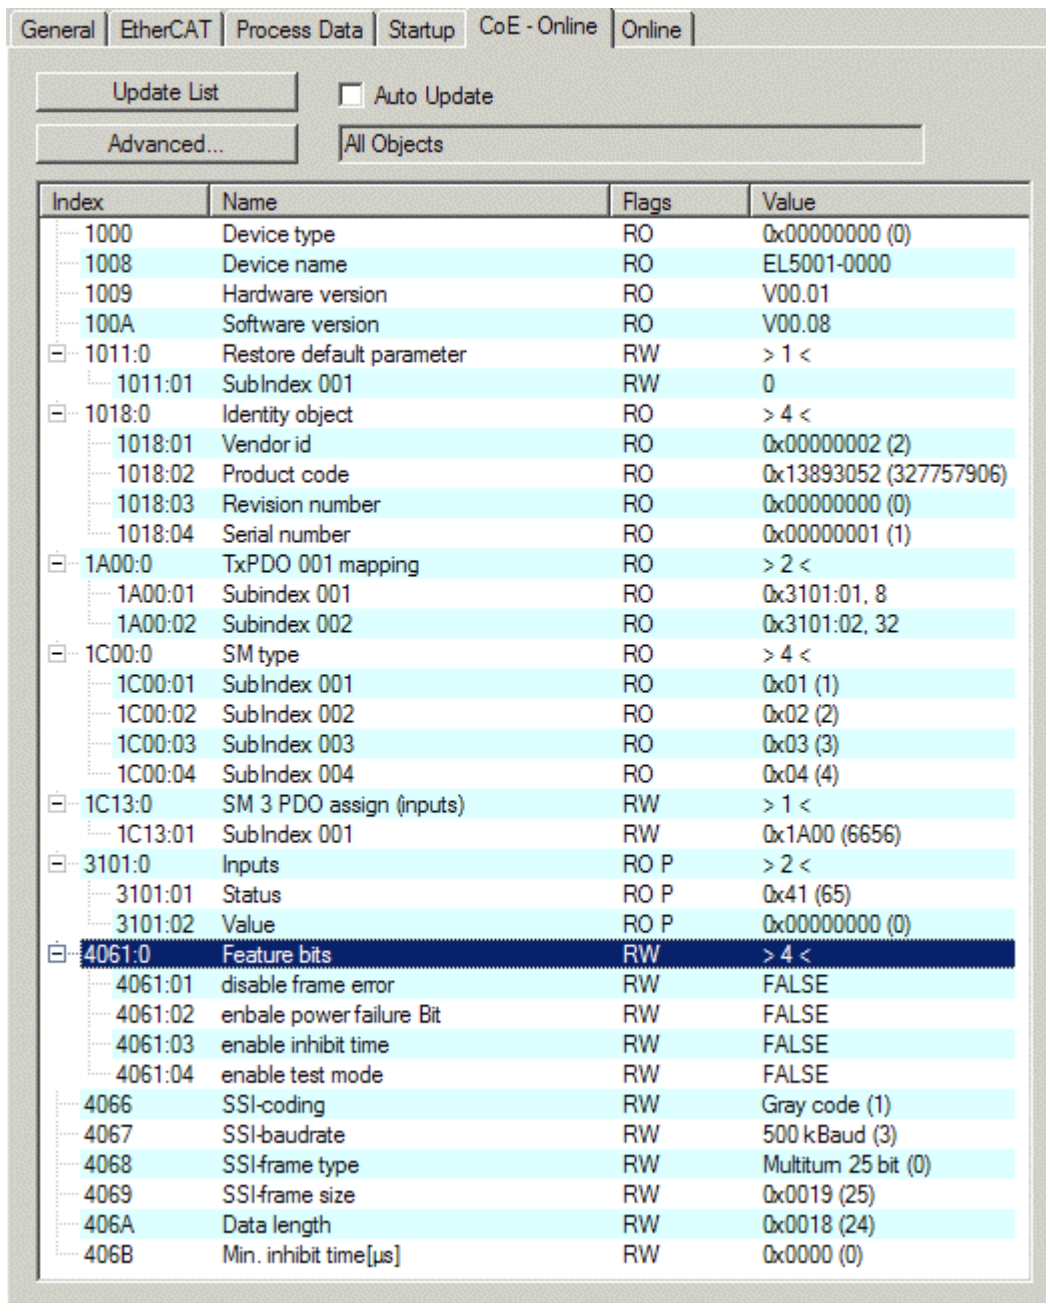 General EtherCAT Process Data Startup CoE - Online Online
Update List Auto Update
Advanced... All Objects
Index Name Flags Value
1000 Device type RO 0x00000000 (0)
1008 Device name RO EL5001-0000
1009 Hardware version RO V00.01
100A Software version RO V00.08
1011:0 Restore default parameter RW > 1 <
1011:01 SubIndex 001 RW 0
1018:0 Identity object RO > 4 <
1018:01 Vendor id RO 0x00000002 (2)
1018:02 Product code RO 0x13893052 (327757906)
1018:03 Revision number RO 0x00000000 (0)
1018:04 Serial number RO 0x00000001 (1)
1A00:0 TxPDO 001 mapping RO > 2 <
1A00:01 Subindex 001 RO 0x3101:01, 8
1A00:02 Subindex 002 RO 0x3101:02, 32
1C00:0 SM type RO > 4 <
1C00:01 SubIndex 001 RO 0x01 (1)
1C00:02 SubIndex 002 RO 0x02 (2)
1C00:03 SubIndex 003 RO 0x03 (3)
1C00:04 SubIndex 004 RO 0x04 (4)
1C13:0 SM 3 PDO assign (inputs) RW > 1 <
1C13:01 SubIndex 001 RW 0x1A00 (6656)
3101:0 Inputs RO P > 2 <
3101:01 Status RO P 0x41 (65)
3101:02 Value RO P 0x00000000 (0)
4061:0 Feature bits RW > 4 <
4061:01 disable frame error RW FALSE
4061:02 enbale power failure Bit RW FALSE
4061:03 enable inhibit time RW FALSE
4061:04 enable test mode RW FALSE
4066 SSI-coding RW Gray code (1)
4067 SSI-baudrate RW 500 kBaud (3)
4068 SSI-frame type RW Multiturn 25 bit (0)
4069 SSI-frame size RW 0x0019 (25)
406A Data length RW 0x0018 (24)
406B Min. inhibit time[µs] RW 0x0000 (0)